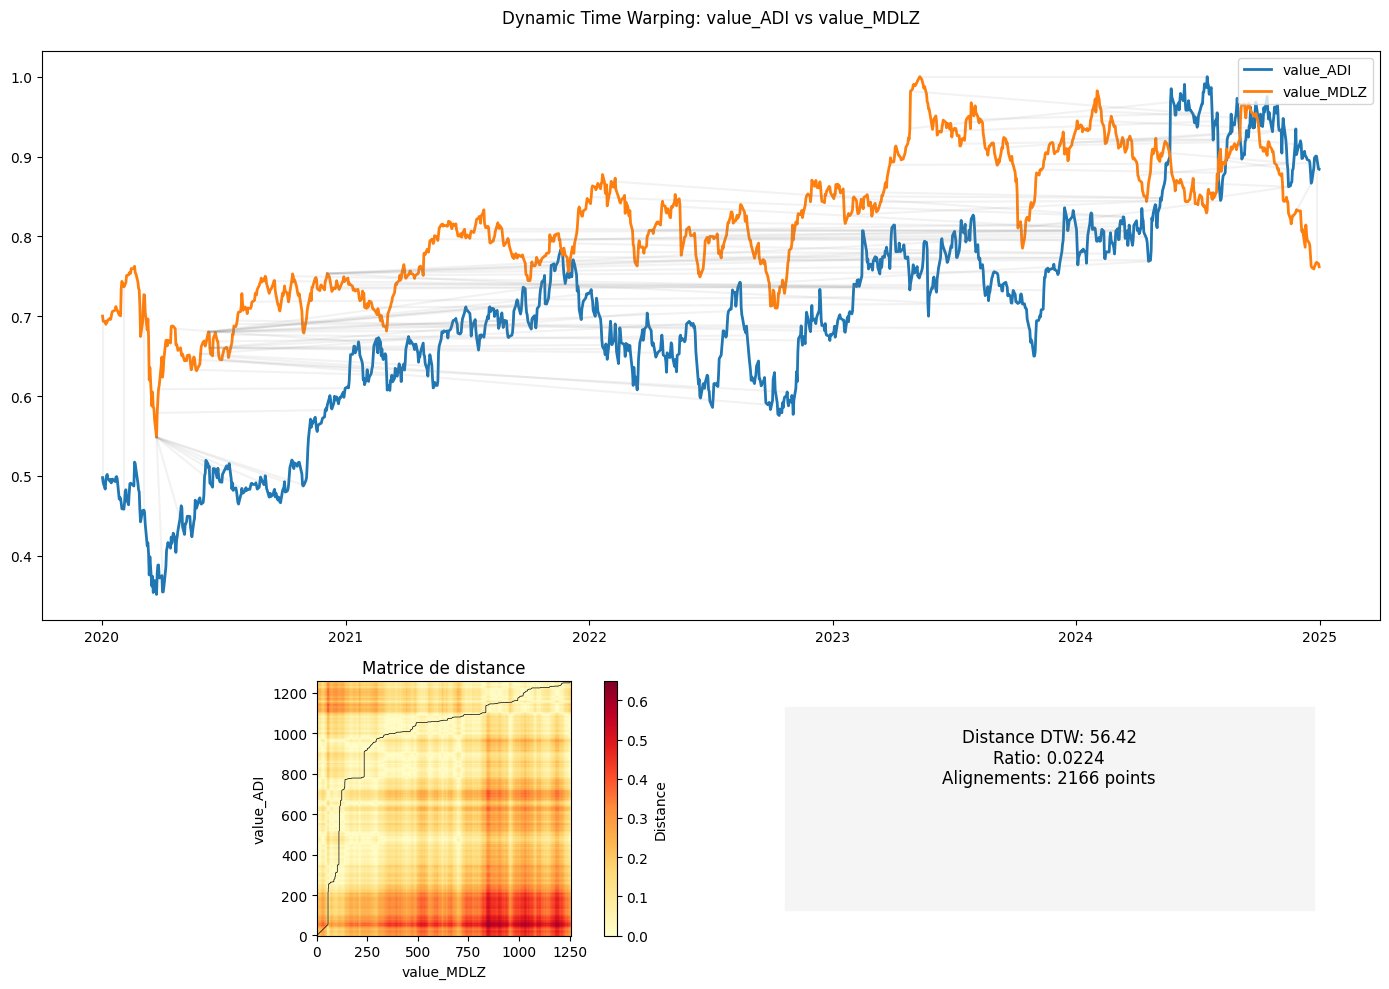 Dynamic Time Warping: value_ADI vs value_MDLZ
value_ADI
value_MDLZ
1.0
0.9
0.8
0.7
0.6
0.5
0.4
2020 2021 2022 2023 2024 2025
Matrice de distance
value_ADI
1200
1000
800
600
400
200
0
0 250 500 750 1000 1250
value_MDLZ
0.6
0.5
0.4
0.3
0.2
0.1
0.0
Distance
Distance DTW: 56.42
Ratio: 0.0224
Alignements: 2166 points